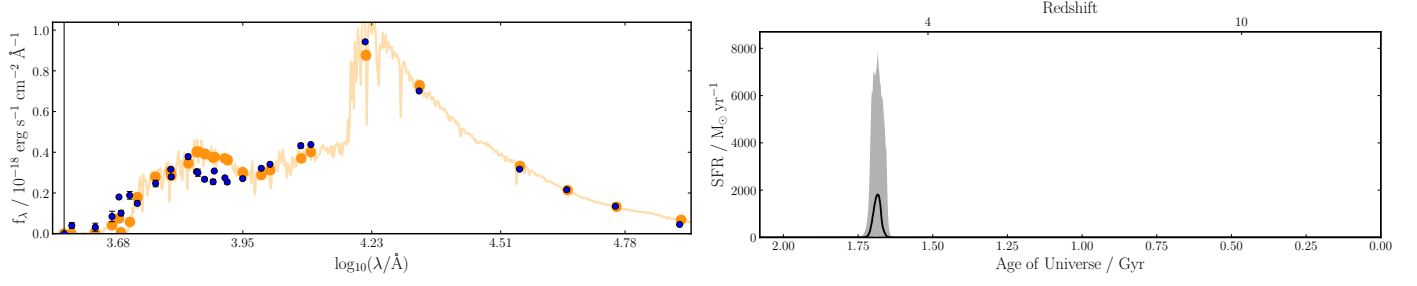 Redshift
4 10
1.0
0.8
0.6
0.4
0.2
0.0
f_λ / 10⁻¹⁸ erg s⁻¹ cm⁻² Å⁻¹
3.68 3.95 4.23 4.51 4.78
log₁₀(λ/Å)
8000
6000
4000
2000
0
SFR / M☉ yr⁻¹
2.00 1.75 1.50 1.25 1.00 0.75 0.50 0.25 0.00
Age of Universe / Gyr